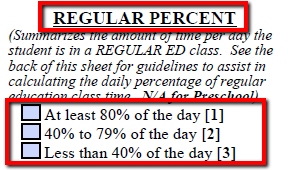 REGULAR PERCENT
(Summarizes the amount of time per day the
student is in a REGULAR ED class. See the
back of this sheet for guidelines to assist in
calculating the daily percentage of regular
education class time. N/A for Preschool)
At least 80% of the day [1]
40% to 79% of the day [2]
Less than 40% of the day [3]